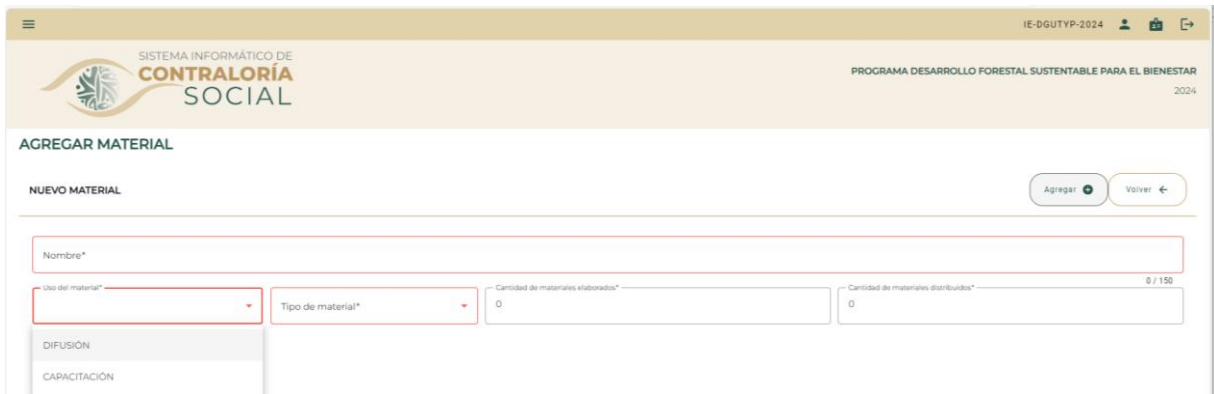 IE-DGUTYP-2024
SISTEMA INFORMÁTICO DE
CONTRALORÍA
SOCIAL
PROGRAMA DESARROLLO FORESTAL SUSTENTABLE PARA EL BIENESTAR
2024
AGREGAR MATERIAL
NUEVO MATERIAL
Agregar
Volver
Nombre*
0 / 150
Uso del material*
Tipo de material*
Cantidad de materiales elaborados*
0
Cantidad de materiales distribuidos*
0
DIFUSIÓN
CAPACITACIÓN